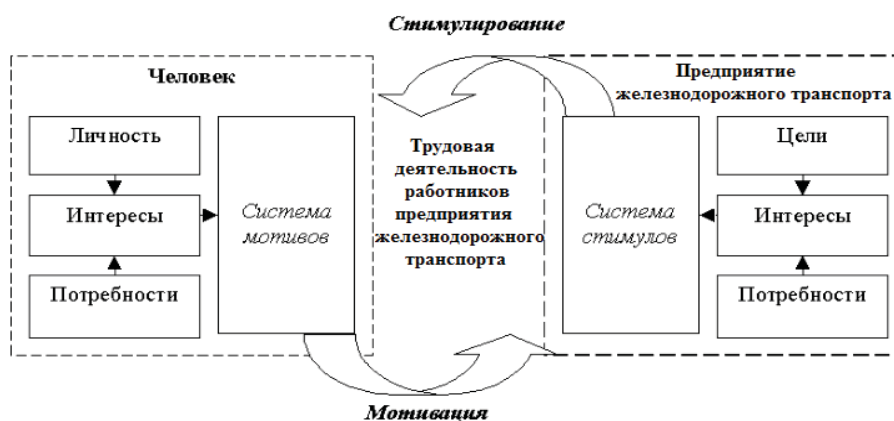 Стимулирование
Человек
Личность
Интересы
Потребности
Система
мотивов
Трудовая
деятельность
работников
предприятия
железнодорожного
транспорта
Предприятие
железнодорожного транспорта
Система
стимулов
Цели
Интересы
Потребности
Мотивация